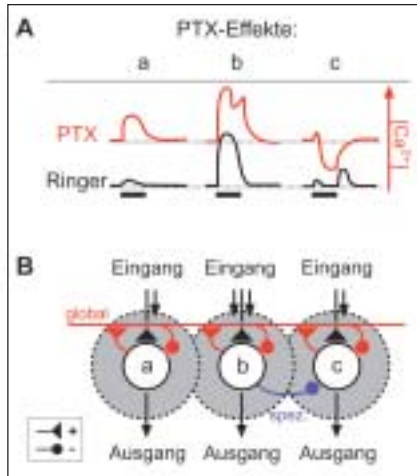 A
PTX-Effekte:
a b c
PTX
Ringer
[Ca²⁺]
B
Eingang Eingang Eingang
global
a b c
spez.
+
-
Ausgang Ausgang Ausgang